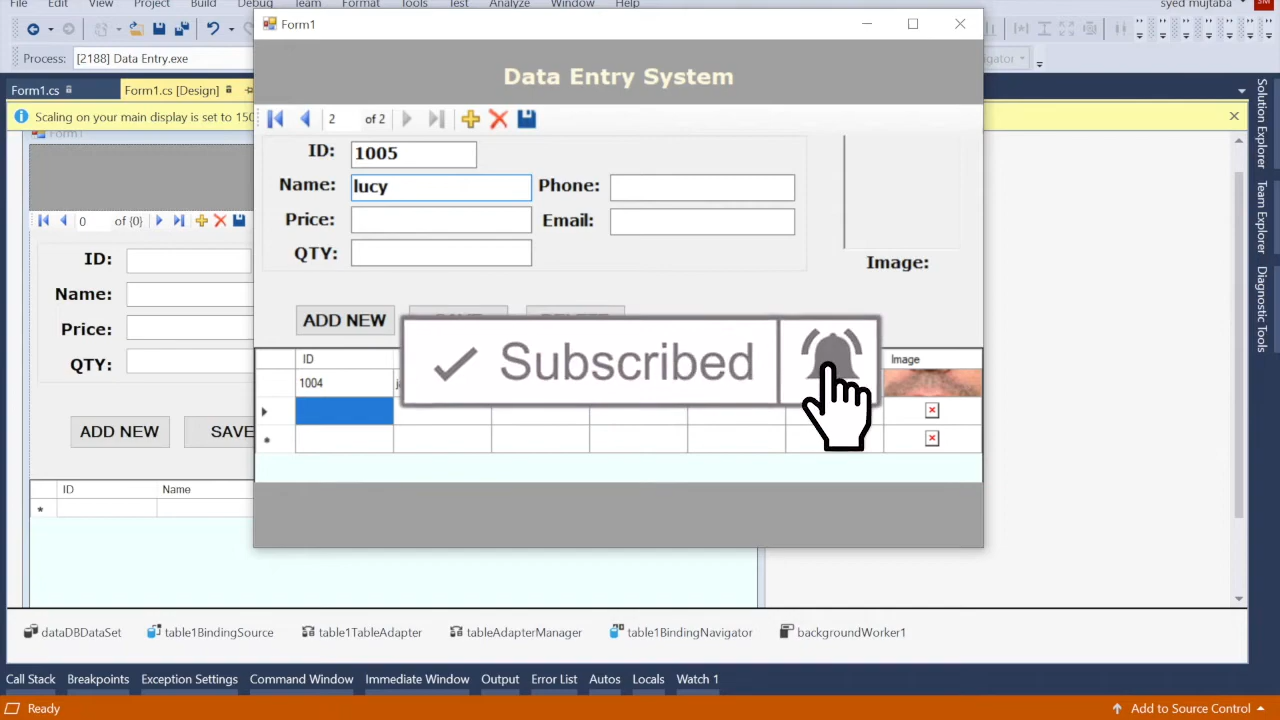 File Edit View Project Build Debug Team Format Tools Test Analyze Window Help syed mujtaba SM
Form1
Process: [2188] Data Entry.exe
Form1.cs Form1.cs [Design]
Scaling on your main display is set to 150
Data Entry System
2 of 2
ID: 1005
Name: lucy Phone:
Price: Email:
QTY:
Image:
ADD NEW
ID Image
1004
Subscribed
Form1
0 of {0}
ID:
Name:
Price:
QTY:
ADD NEW SAVE
ID Name
Solution Explorer
Team Explorer
Diagnostic Tools
dataDBDataSet table1BindingSource table1TableAdapter tableAdapterManager table1BindingNavigator backgroundWorker1
Call Stack Breakpoints Exception Settings Command Window Immediate Window Output Error List Autos Locals Watch 1
Ready Add to Source Control